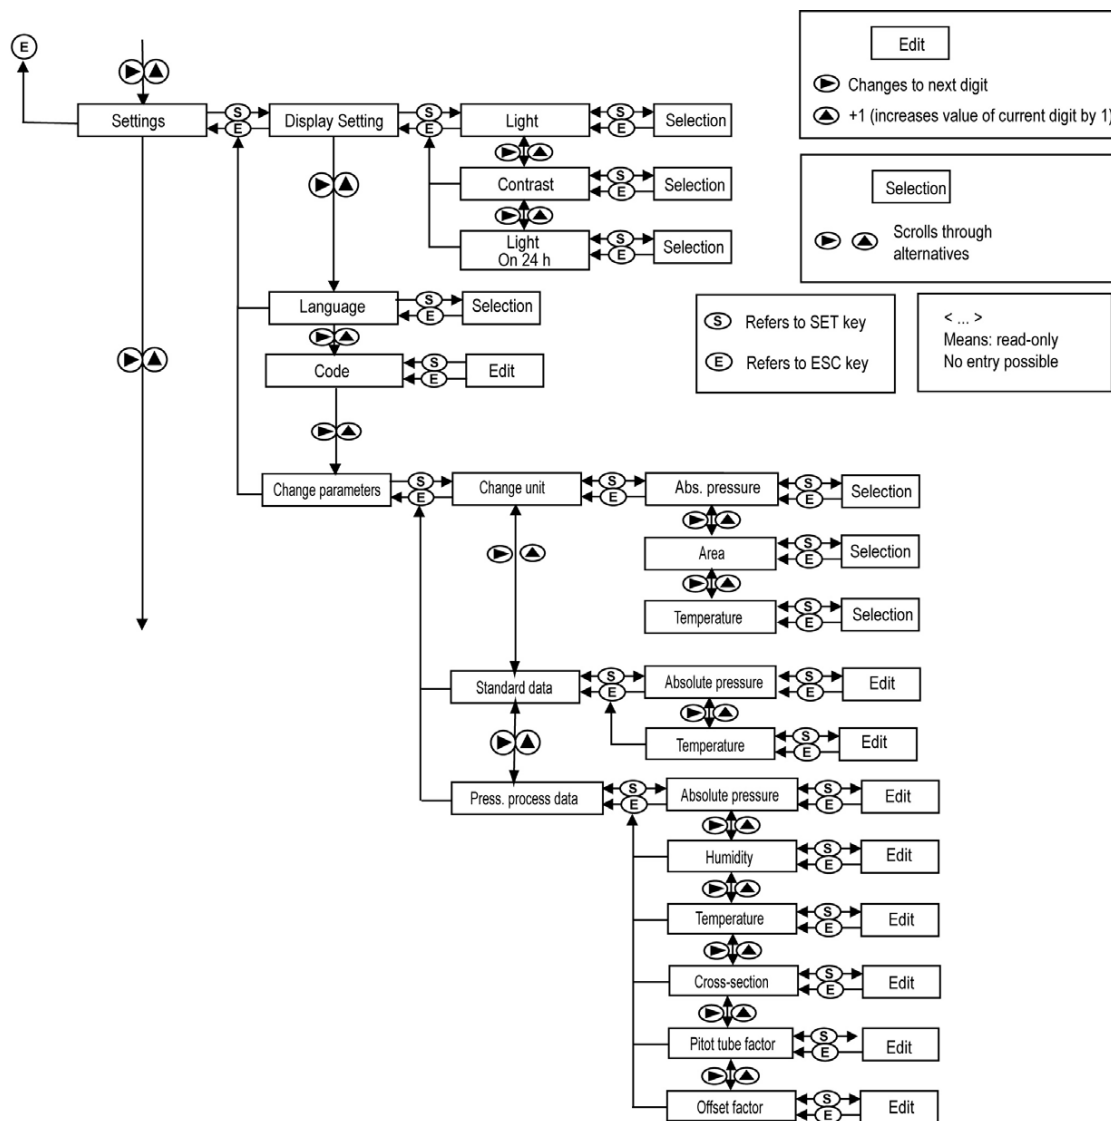 E
Edit
Changes to next digit
+1 (increases value of current digit by 1)
Selection
Scrolls through
alternatives
S Refers to SET key
E Refers to ESC key
< ... >
Means: read-only
No entry possible
Settings
S
E
Display Setting
S
E
Light
S
E
Selection
Contrast
S
E
Selection
Light
On 24 h
S
E
Selection
Language
S
E
Selection
Code
S
E
Edit
Change parameters
S
E
Change unit
S
E
Abs. pressure
S
E
Selection
Area
S
E
Selection
Temperature
S
E
Selection
Standard data
S
E
Absolute pressure
S
E
Edit
Temperature
S
E
Edit
Press. process data
S
E
Absolute pressure
S
E
Edit
Humidity
S
E
Edit
Temperature
S
E
Edit
Cross-section
S
E
Edit
Pitot tube factor
S
E
Edit
Offset factor
S
E
Edit